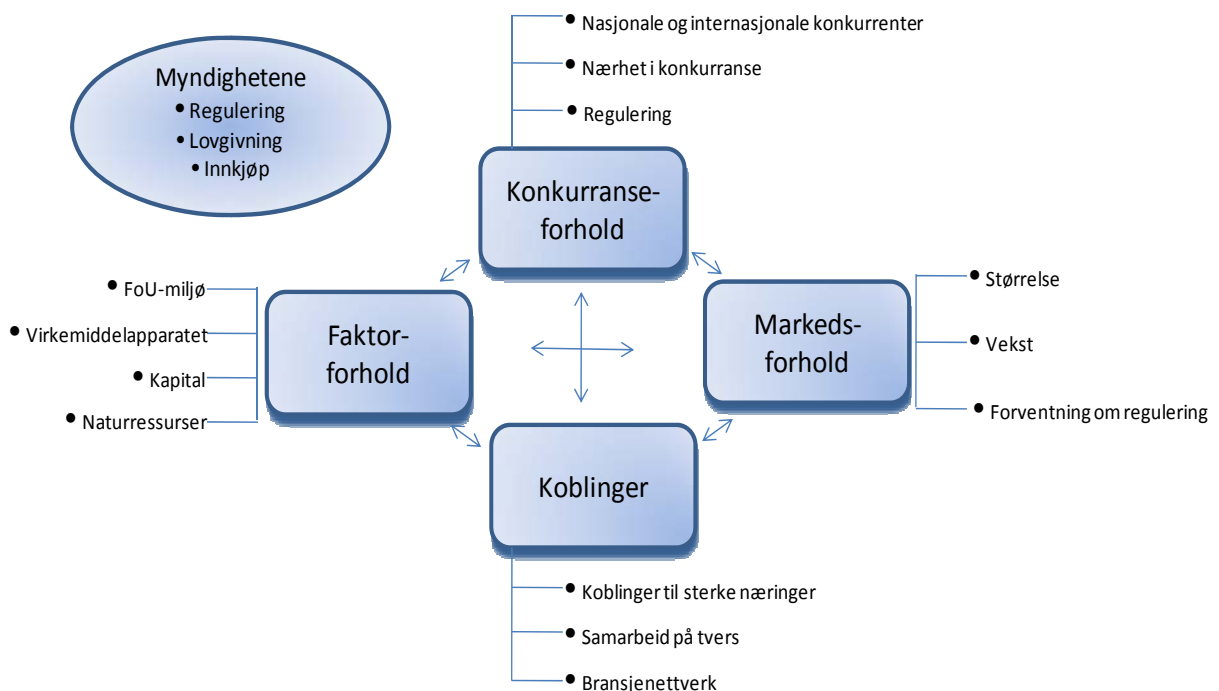 Nasjonale og internasjonale konkurrenter
Nærhet i konkurranse
Regulering
Myndighetene
• Regulering
• Lovgivning
• Innkjøp
Konkurranse-
forhold
• FoU-miljø
• Virkemiddelapparatet
• Kapital
• Naturressurser
Faktor-
forhold
Markeds-
forhold
• Størrelse
• Vekst
• Forventning om regulering
Koblinger
• Koblinger til sterke næringer
• Samarbeid på tvers
• Bransjenettverk